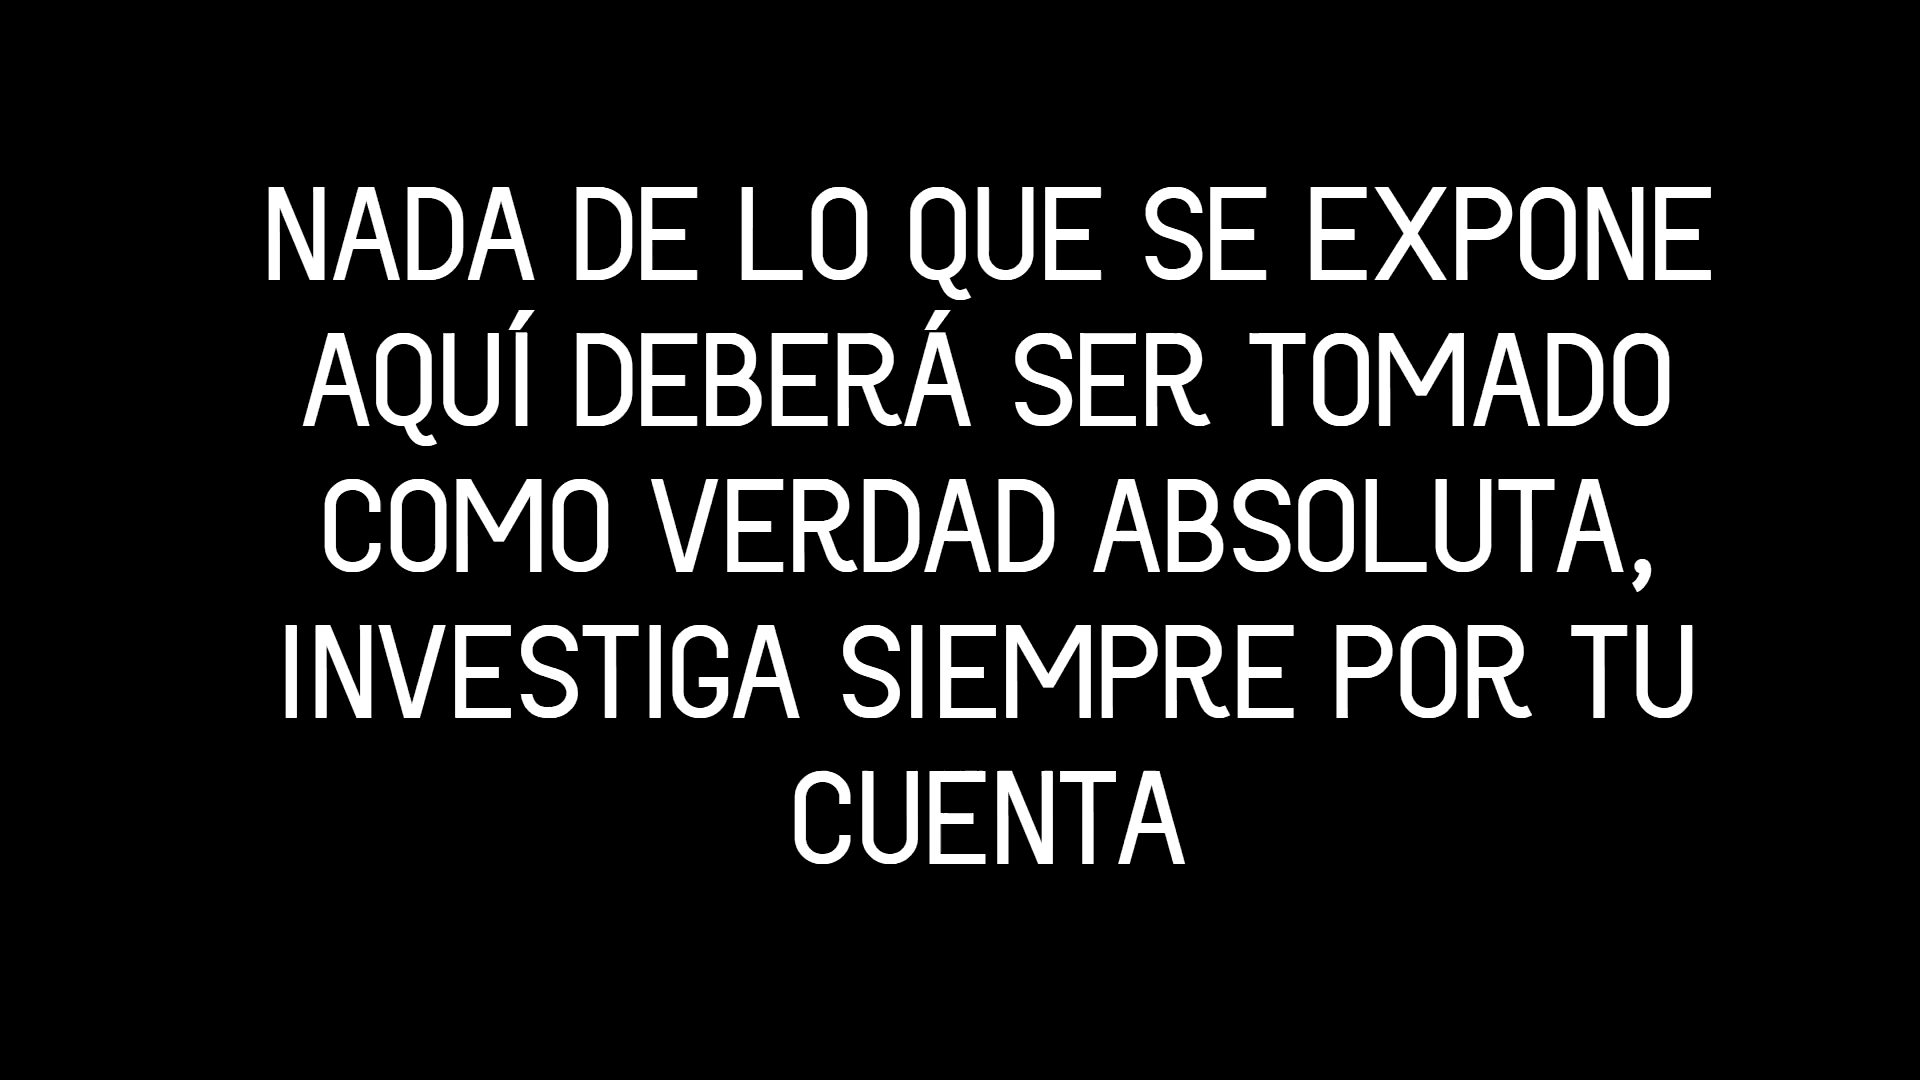 NADA DE LO QUE SE EXPONE
AQUÍ DEBERÁ SER TOMADO
COMO VERDAD ABSOLUTA,
INVESTIGA SIEMPRE POR TU
CUENTA